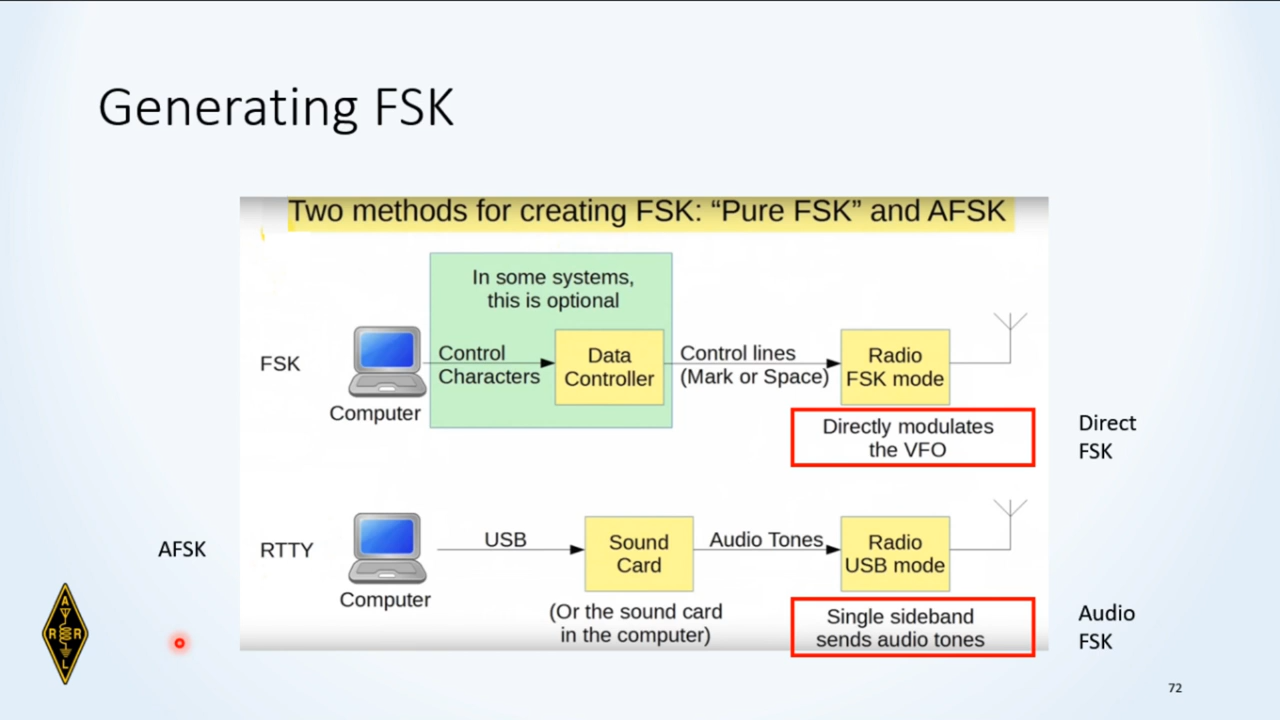 Generating FSK
Two methods for creating FSK: “Pure FSK” and AFSK
In some systems,
this is optional
FSK
Computer
Control
Characters
Data
Controller
Control lines
(Mark or Space)
Radio
FSK mode
Directly modulates
the VFO
Direct
FSK
AFSK
RTTY
Computer
USB
Sound
Card
(Or the sound card
in the computer)
Audio Tones
Radio
USB mode
Single sideband
sends audio tones
Audio
FSK
A
R R
L
72